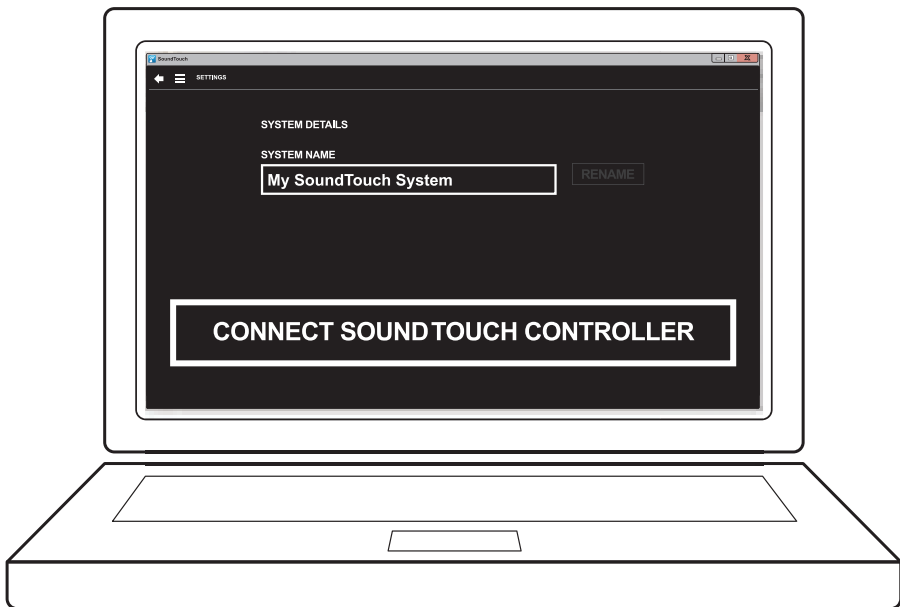 SoundTouch
SETTINGS
SYSTEM DETAILS
SYSTEM NAME
My SoundTouch System
RENAME
CONNECT SOUNDTOUCH CONTROLLER